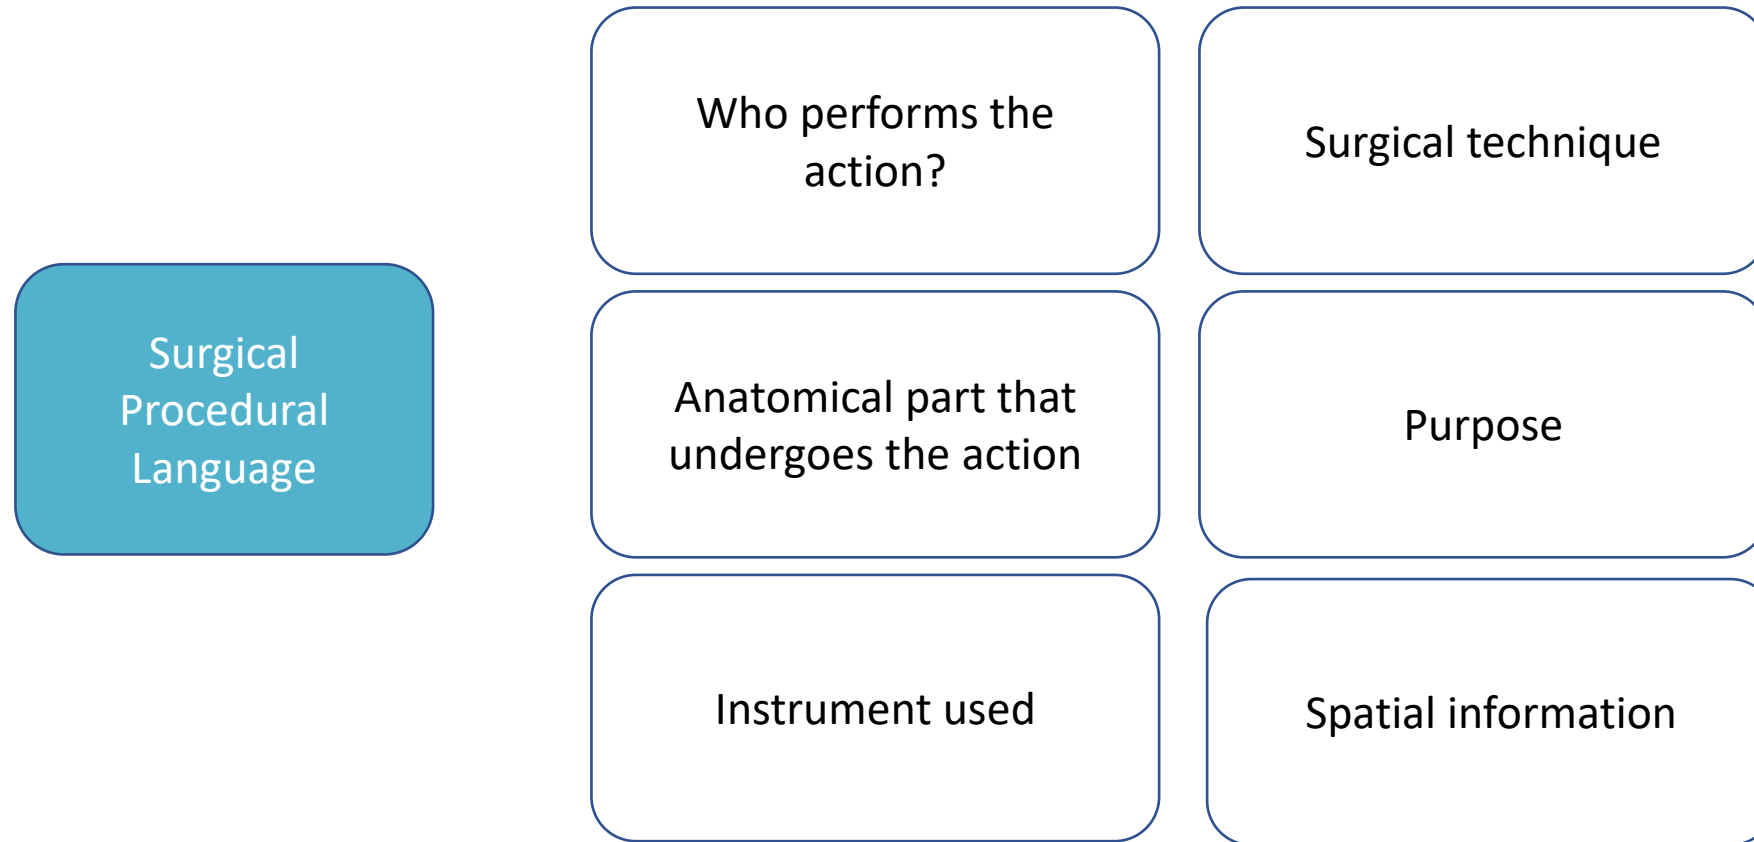 Surgical
Procedural
Language
Who performs the
action?
Surgical technique
Anatomical part that
undergoes the action
Purpose
Instrument used
Spatial information